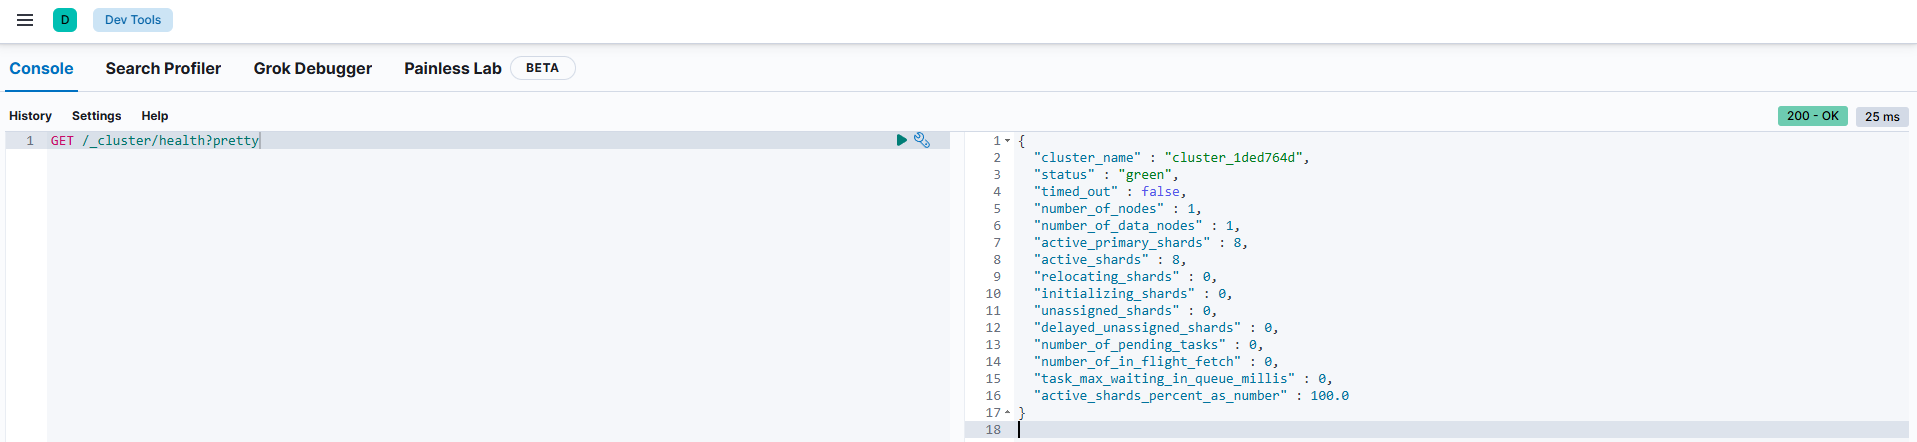 D Dev Tools
Console Search Profiler Grok Debugger Painless Lab BETA
History Settings Help 200 - OK 25 ms
1 GET /_cluster/health?pretty
1 {
2 "cluster_name" : "cluster_1ded764d",
3 "status" : "green",
4 "timed_out" : false,
5 "number_of_nodes" : 1,
6 "number_of_data_nodes" : 1,
7 "active_primary_shards" : 8,
8 "active_shards" : 8,
9 "relocating_shards" : 0,
10 "initializing_shards" : 0,
11 "unassigned_shards" : 0,
12 "delayed_unassigned_shards" : 0,
13 "number_of_pending_tasks" : 0,
14 "number_of_in_flight_fetch" : 0,
15 "task_max_waiting_in_queue_millis" : 0,
16 "active_shards_percent_as_number" : 100.0
17 }
18